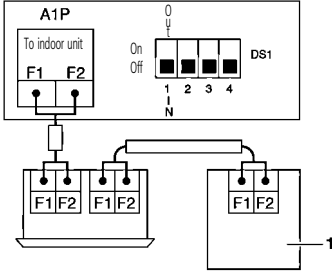 A1P
To indoor unit
F1 F2
Out
On
Off
DS1
1 2 3 4
IN
F1 F2 F1 F2 F1 F2
1